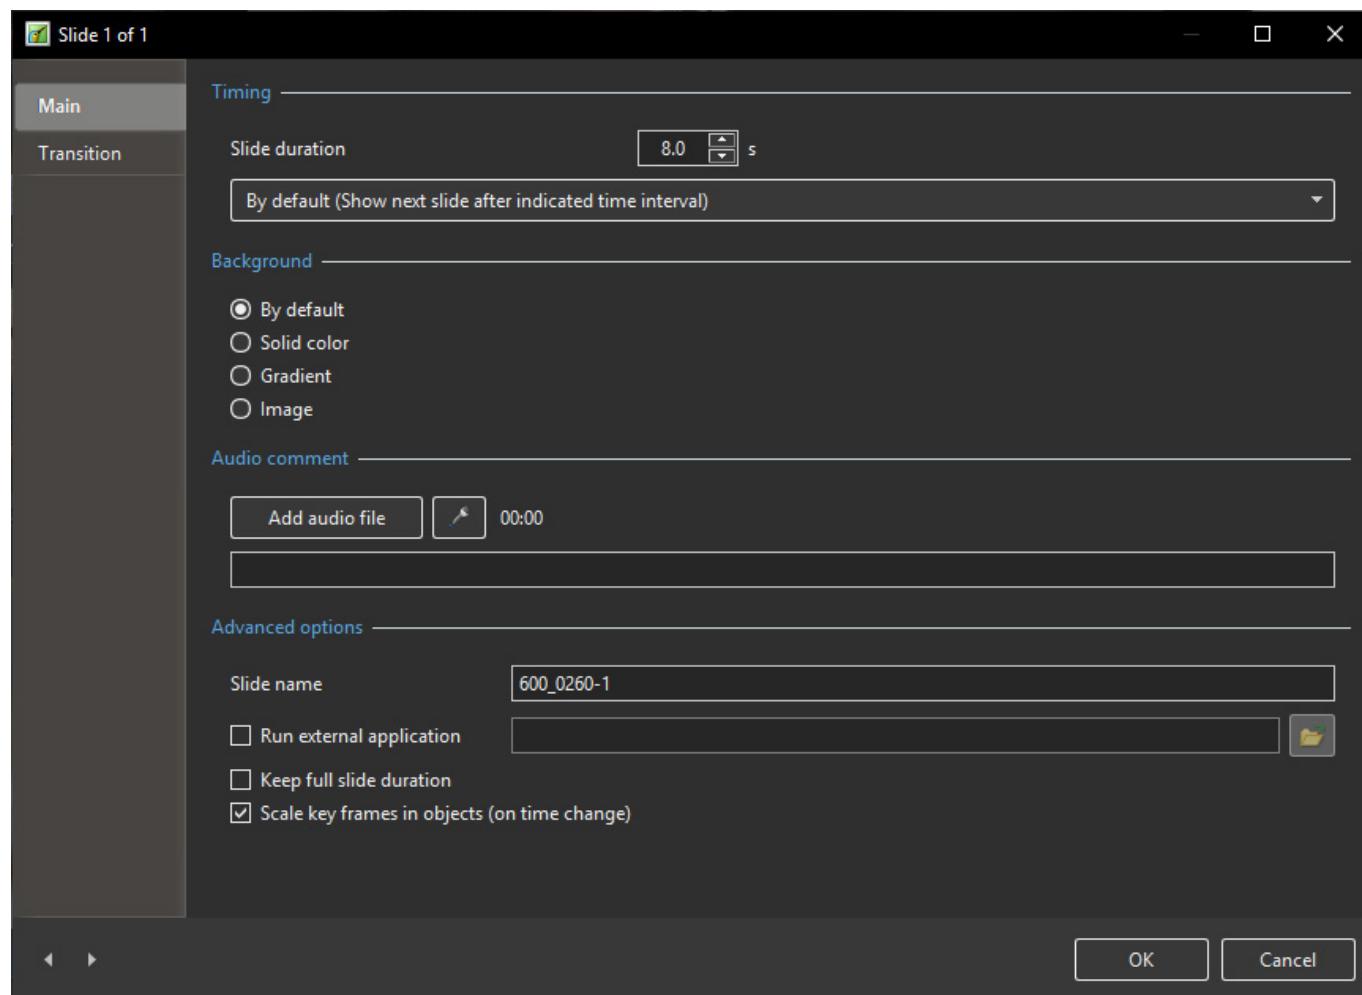 Slide 1 of 1
Main
Transition
Timing
Slide duration 8.0 s
By default (Show next slide after indicated time interval)
Background
By default
Solid color
Gradient
Image
Audio comment
Add audio file 00:00
Advanced options
Slide name 600_0260-1
Run external application
Keep full slide duration
Scale key frames in objects (on time change)
OK Cancel